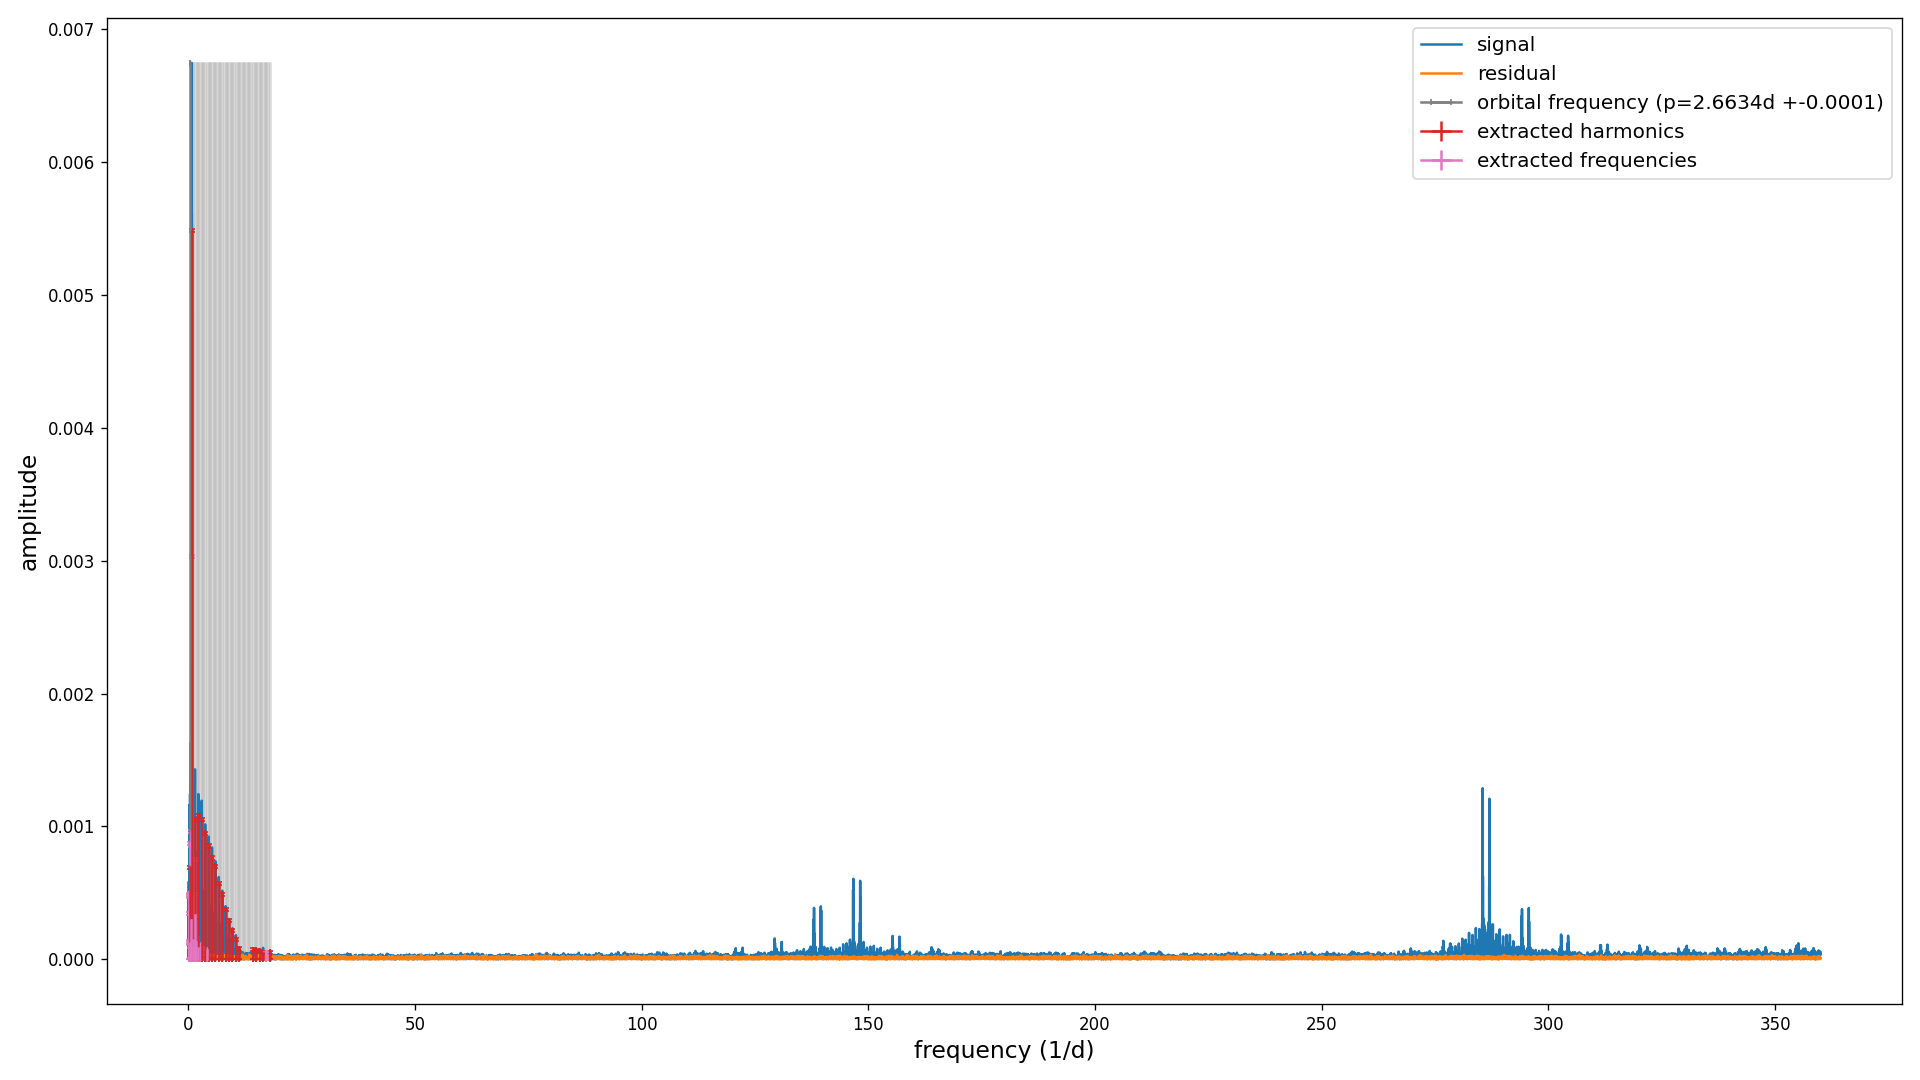 0.007
0.006
0.005
0.004
0.003
0.002
0.001
0.000
amplitude
signal
residual
orbital frequency (p=2.6634d +-0.0001)
extracted harmonics
extracted frequencies
0 50 100 150 200 250 300 350
frequency (1/d)